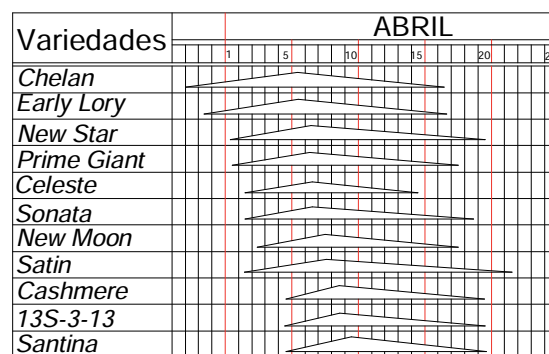 Variedades ABRIL
1 5 10 15 20 2
Chelan
Early Lory
New Star
Prime Giant
Celeste
Sonata
New Moon
Satin
Cashmere
13S-3-13
Santina